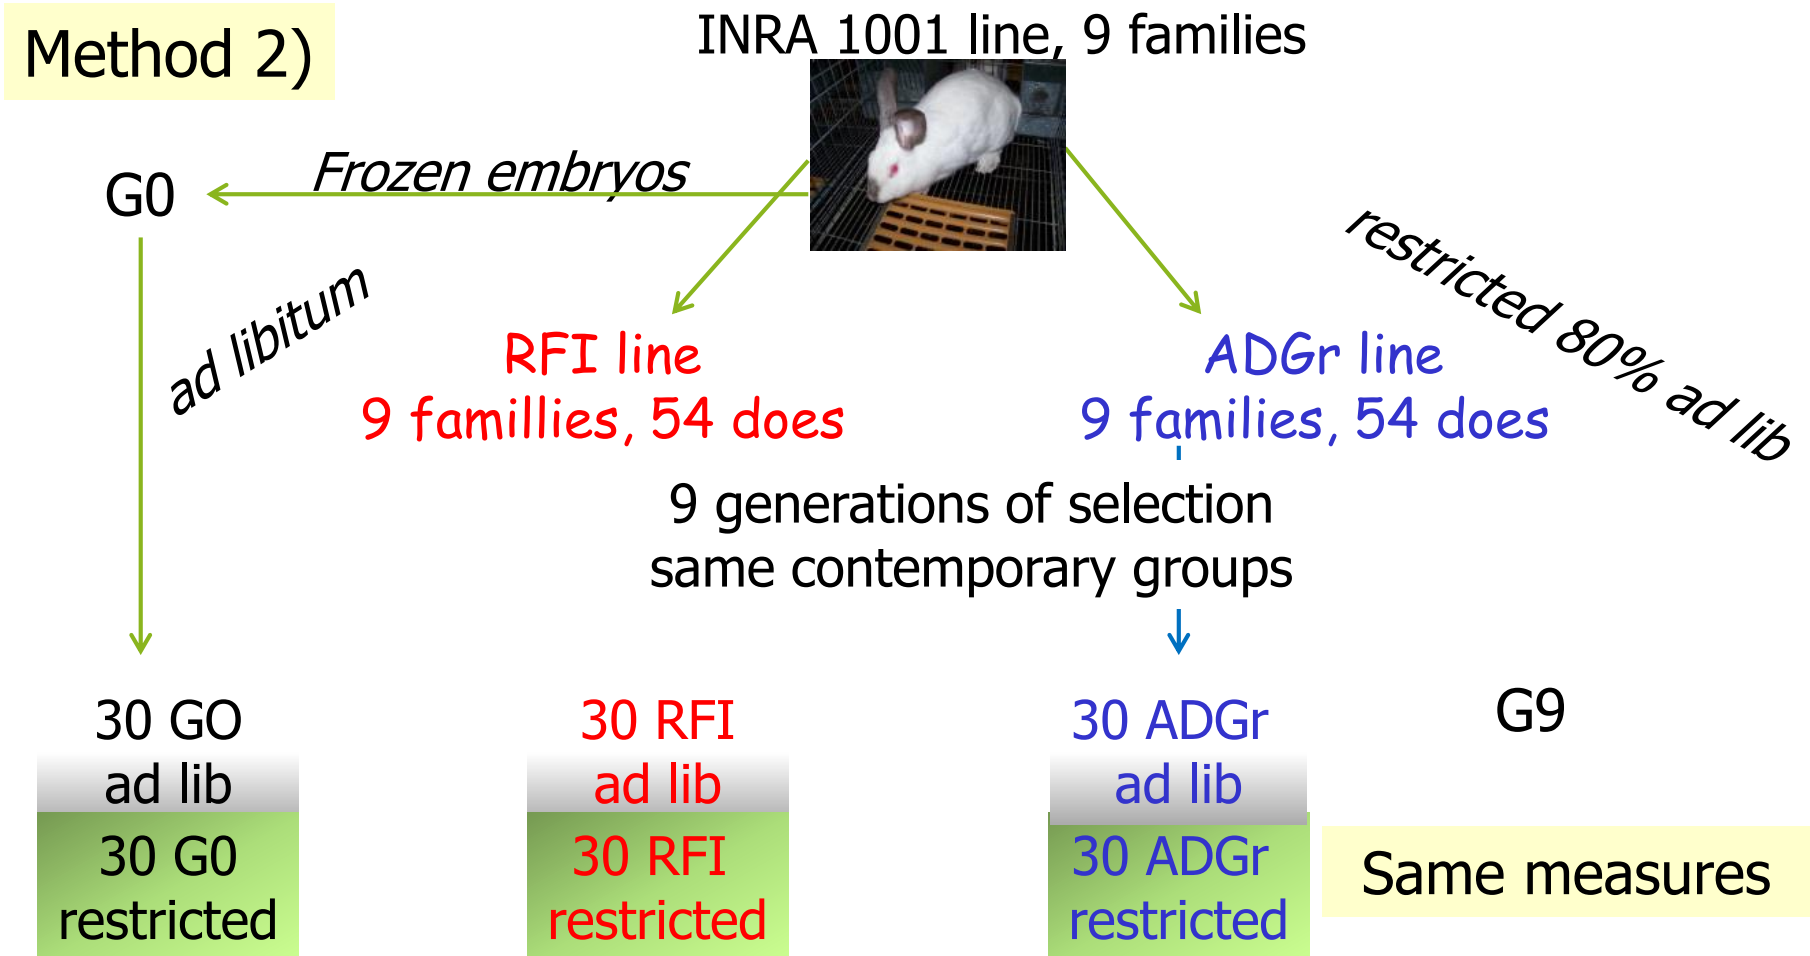 Method 2)
INRA 1001 line, 9 families
Frozen embryos
G0
ad libitum
restricted 80% ad lib
RFI line
9 famillies, 54 does
ADGr line
9 families, 54 does
9 generations of selection
same contemporary groups
30 GO
ad lib
30 G0
restricted
30 RFI
ad lib
30 RFI
restricted
30 ADGr
ad lib
30 ADGr
restricted
G9
Same measures